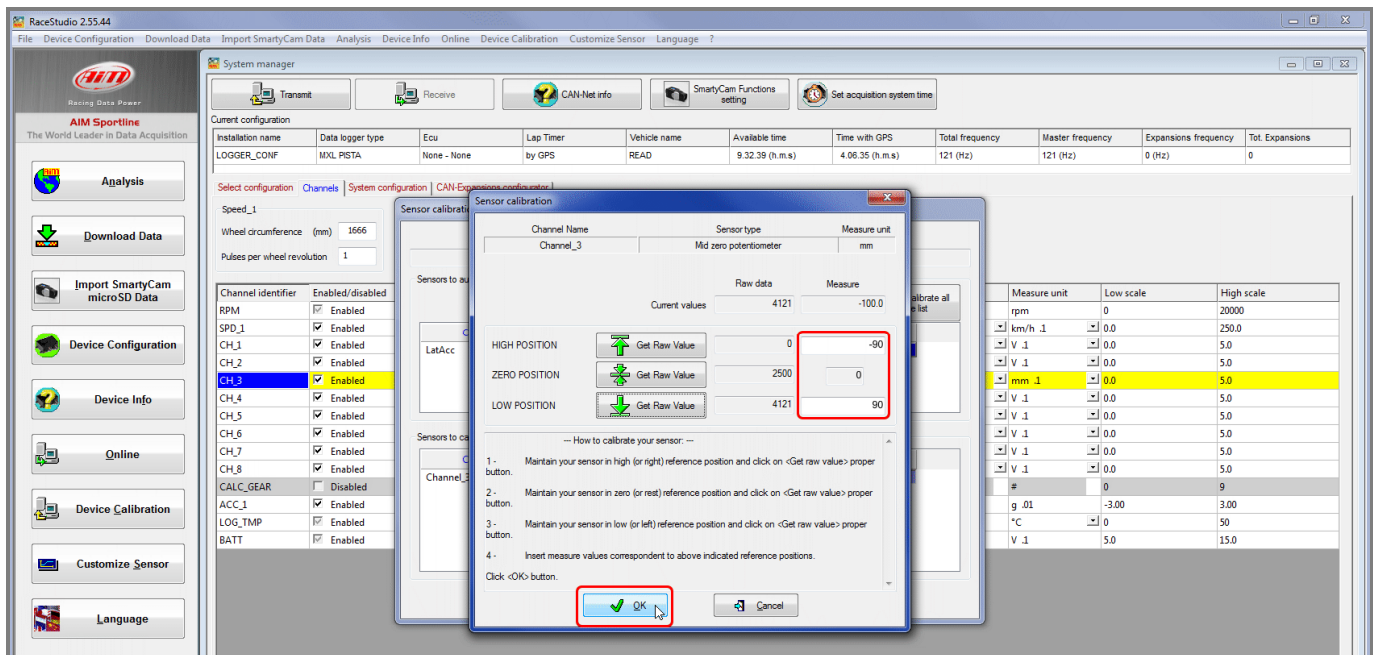 RaceStudio 2.55.44
File Device Configuration Download Data Import SmartyCam Data Analysis Device Info Online Device Calibration Customize Sensor Language ?
AiM
Racing Data Power
AIM Sportline
The World Leader in Data Acquisition
Analysis
Download Data
Import SmartyCam
microSD Data
Device Configuration
Device Info
Online
Device Calibration
Customize Sensor
Language
System manager
Transmit
Receive
CAN-Net info
SmartyCam Functions
setting
Set acquisition system time
Current configuration
Installation name Data logger type Ecu Lap Timer Vehicle name Available time Time with GPS Total frequency Master frequency Expansions frequency Tot. Expansions
LOGGER_CONF MXL PISTA None - None by GPS READ 9.32.39 (h.m.s) 4.06.35 (h.m.s) 121 (Hz) 121 (Hz) 0 (Hz) 0
Select configuration Channels System configuration CAN-Expansions configurator
Speed_1
Wheel circumference (mm) 1666
Pulses per wheel revolution 1
Channel identifier Enabled/disabled Measure unit Low scale High scale
RPM Enabled rpm 0 20000
SPD_1 Enabled km/h .1 0.0 250.0
CH_1 Enabled V .1 0.0 5.0
CH_2 Enabled V .1 0.0 5.0
CH_3 Enabled mm .1 0.0 5.0
CH_4 Enabled V .1 0.0 5.0
CH_5 Enabled V .1 0.0 5.0
CH_6 Enabled V .1 0.0 5.0
CH_7 Enabled V .1 0.0 5.0
CH_8 Enabled V .1 0.0 5.0
CALC_GEAR Disabled # 0 9
ACC_1 Enabled g .01 -3.00 3.00
LOG_TMP Enabled °C 0 50
BATT Enabled V .1 5.0 15.0
Sensor calibrati
Sensors to au
LatAcc
Sensors to ca
Channel_3
alibrate all
e list
Sensor calibration
Channel Name Sensor type Measure unit
Channel_3 Mid zero potentiometer mm
Raw data Measure
Current values 4121 -100.0
HIGH POSITION Get Raw Value 0 -90
ZERO POSITION Get Raw Value 2500 0
LOW POSITION Get Raw Value 4121 90
--- How to calibrate your sensor: ---
1 - Maintain your sensor in high (or right) reference position and click on <Get raw value> proper
button.
2 - Maintain your sensor in zero (or rest) reference position and click on <Get raw value> proper
button.
3 - Maintain your sensor in low (or left) reference position and click on <Get raw value> proper
button.
4 - Insert measure values correspondent to above indicated reference positions.
Click <OK> button.
OK
Cancel